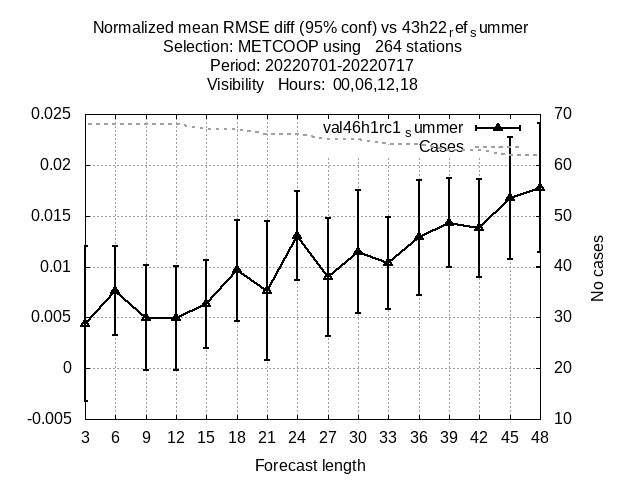 Normalized mean RMSE diff (95% conf) vs 43h22ref_summer
Selection: METCOOP using 264 stations
Period: 20220701-20220717
Visibility Hours: 00,06,12,18
val46h1rc1_summer
Cases
0.025
0.02
0.015
0.01
0.005
0
-0.005
70
60
50
40
30
20
10
No cases
3 6 9 12 15 18 21 24 27 30 33 36 39 42 45 48
Forecast length